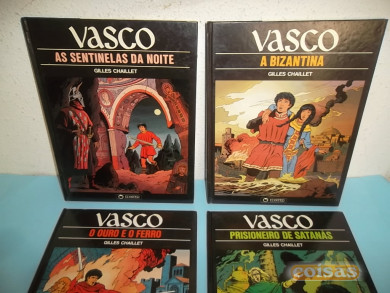 VASCO
AS SENTINELAS DA NOITE
GILLES CHAILLET
VASCO
A BIZANTINA
GILLES CHAILLET
VASCO
O OURO E O FERRO
GILLES CHAILLET
VASCO
PRISIONEIRO DE SATANÁS
GILLES CHAILLET
coisas